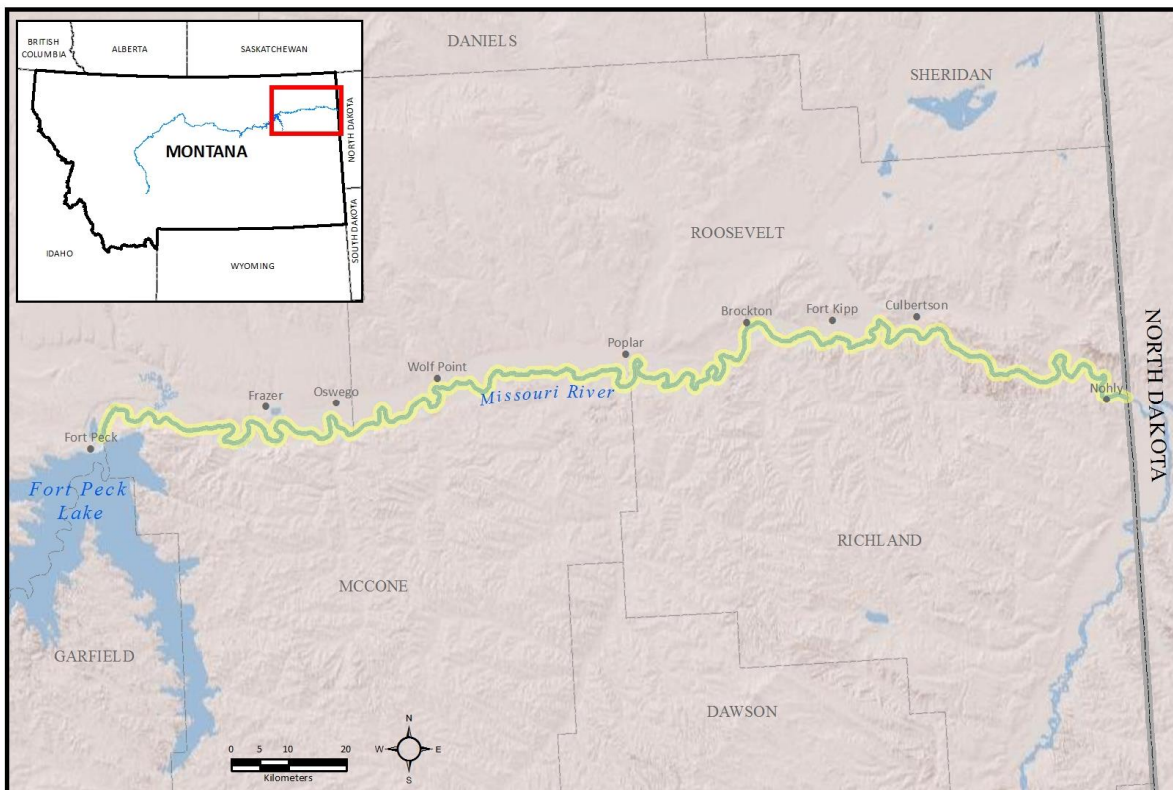 BRITISH
COLUMBIA
ALBERTA
SASKATCHEWAN
MONTANA
NORTH DAKOTA
SOUTH DAKOTA
IDAHO
WYOMING
DANIELS
SHERIDAN
ROOSEVELT
Brockton
Fort Kipp
Culbertson
Poplar
Wolf Point
Missouri River
Frazer
Oswego
Nohly
NORTH DAKOTA
Fort Peck
Fort Peck
Lake
RICHLAND
MCCONE
GARFIELD
DAWSON
0 5 10 20
Kilometers
N
W E
S